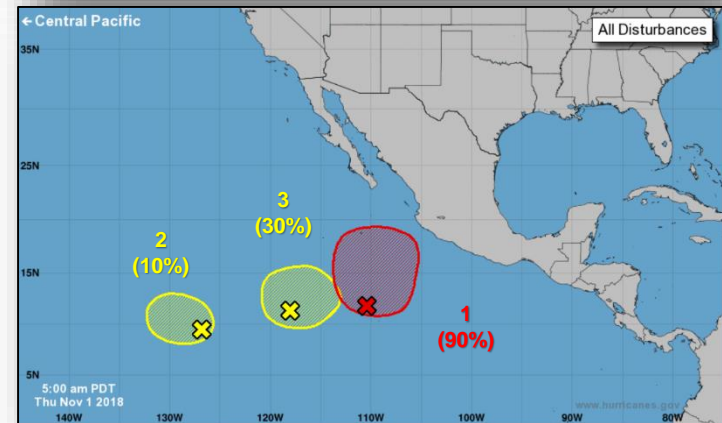 ← Central Pacific
All Disturbances
35N
25N
3
(30%)
2
(10%)
15N
1
(90%)
5N
5:00 am PDT
Thu Nov 1 2018
www.hurricanes.gov
140W 130W 120W 110W 100W 90W 80W